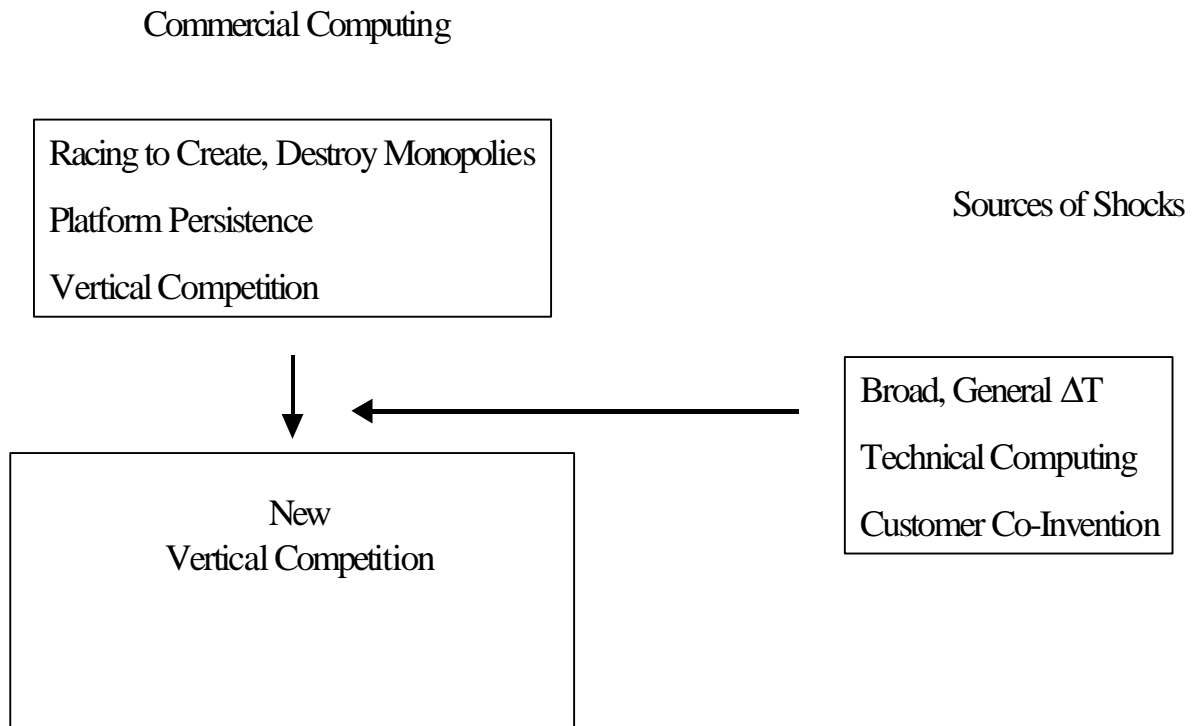 Commercial Computing
Racing to Create, Destroy Monopolies
Platform Persistence
Vertical Competition
Sources of Shocks
Broad, General ΔT
Technical Computing
Customer Co-Invention
New
Vertical Competition